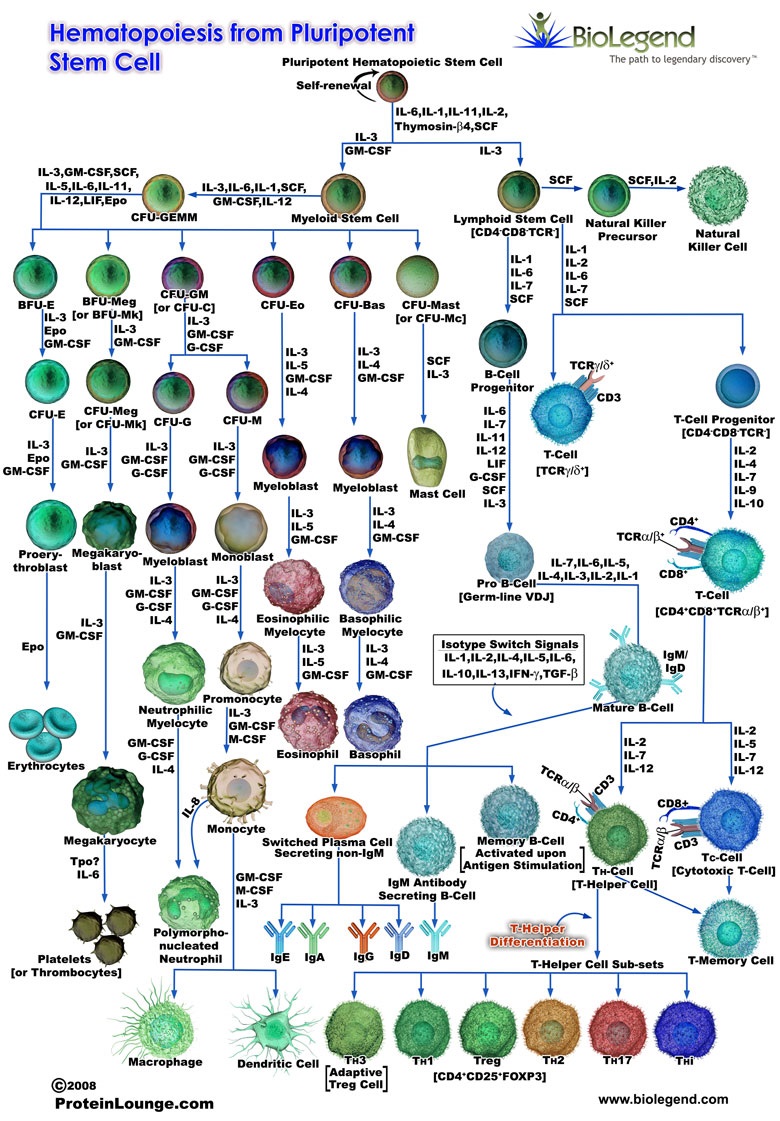 Hematopoiesis from Pluripotent
Stem Cell
BioLegend
The path to legendary discovery™
Pluripotent Hematopoietic Stem Cell
Self-renewal
IL-6,IL-1,IL-11,IL-2,
Thymosin-β4,SCF
IL-3
GM-CSF
IL-3
IL-3,GM-CSF,SCF,
IL-5,IL-6,IL-11,
IL-12,LIF,Epo
CFU-GEMM
IL-3,IL-6,IL-1,SCF,
GM-CSF,IL-12
Myeloid Stem Cell
SCF
SCF,IL-2
Lymphoid Stem Cell
[CD4-CD8-TCR-]
Natural Killer
Precursor
Natural
Killer Cell
IL-1
IL-6
IL-7
SCF
IL-1
IL-2
IL-6
IL-7
SCF
BFU-E
BFU-Meg
[or BFU-Mk]
CFU-GM
[or CFU-C]
CFU-Eo
CFU-Bas
CFU-Mast
[or CFU-Mc]
IL-3
Epo
GM-CSF
IL-3
GM-CSF
IL-3
GM-CSF
G-CSF
IL-3
IL-5
GM-CSF
IL-4
IL-3
IL-4
GM-CSF
SCF
IL-3
B-Cell
Progenitor
TCRγ/δ+
CD3
T-Cell
[TCRγ/δ+]
T-Cell Progenitor
[CD4-CD8-TCR-]
CFU-E
CFU-Meg
[or CFU-Mk]
CFU-G
CFU-M
IL-3
Epo
GM-CSF
IL-3
GM-CSF
IL-3
GM-CSF
G-CSF
IL-3
GM-CSF
G-CSF
Myeloblast
Myeloblast
Mast Cell
IL-6
IL-7
IL-11
IL-12
LIF
G-CSF
SCF
IL-3
IL-2
IL-4
IL-7
IL-9
IL-10
Proery-
throblast
Megakaryo-
blast
Myeloblast
Monoblast
IL-3
IL-5
GM-CSF
IL-3
IL-4
GM-CSF
Pro B-Cell
[Germ-line VDJ]
IL-7,IL-6,IL-5,
IL-4,IL-3,IL-2,IL-1
CD4+
TCRα/β+
CD8+
T-Cell
[CD4+CD8+TCRα/β+]
IL-3
GM-CSF
G-CSF
IL-4
IL-3
GM-CSF
G-CSF
IL-4
Eosinophilic
Myelocyte
Basophilic
Myelocyte
Epo
IL-3
GM-CSF
IL-3
IL-5
GM-CSF
IL-3
IL-4
GM-CSF
Isotype Switch Signals
IL-1,IL-2,IL-4,IL-5,IL-6,
IL-10,IL-13,IFN-γ,TGF-β
IgM/
IgD
Mature B-Cell
Neutrophilic
Myelocyte
Promonocyte
IL-3
GM-CSF
M-CSF
Eosinophil
Basophil
Erythrocytes
GM-CSF
G-CSF
IL-4
IL-2
IL-7
IL-12
IL-2
IL-5
IL-7
IL-12
Megakaryocyte
IL-8
Monocyte
Switched Plasma Cell
Secreting non-IgM
IgM Antibody
Secreting B-Cell
Memory B-Cell
[Activated upon
Antigen Stimulation]
TCRα/β
CD3
CD4+
TH-Cell
[T-Helper Cell]
CD8+
TCRα/β
CD3
TC-Cell
[Cytotoxic T-Cell]
Tpo?
IL-6
GM-CSF
M-CSF
IL-3
Platelets
[or Thrombocytes]
Polymorpho-
nucleated
Neutrophil
IgE
IgA
IgG
IgD
IgM
T-Helper
Differentiation
T-Helper Cell Sub-sets
T-Memory Cell
Macrophage
Dendritic Cell
TH3
[Adaptive
Treg Cell]
TH1
Treg
[CD4+CD25+FOXP3]
TH2
TH17
THi
©2008
ProteinLounge.com
www.biolegend.com